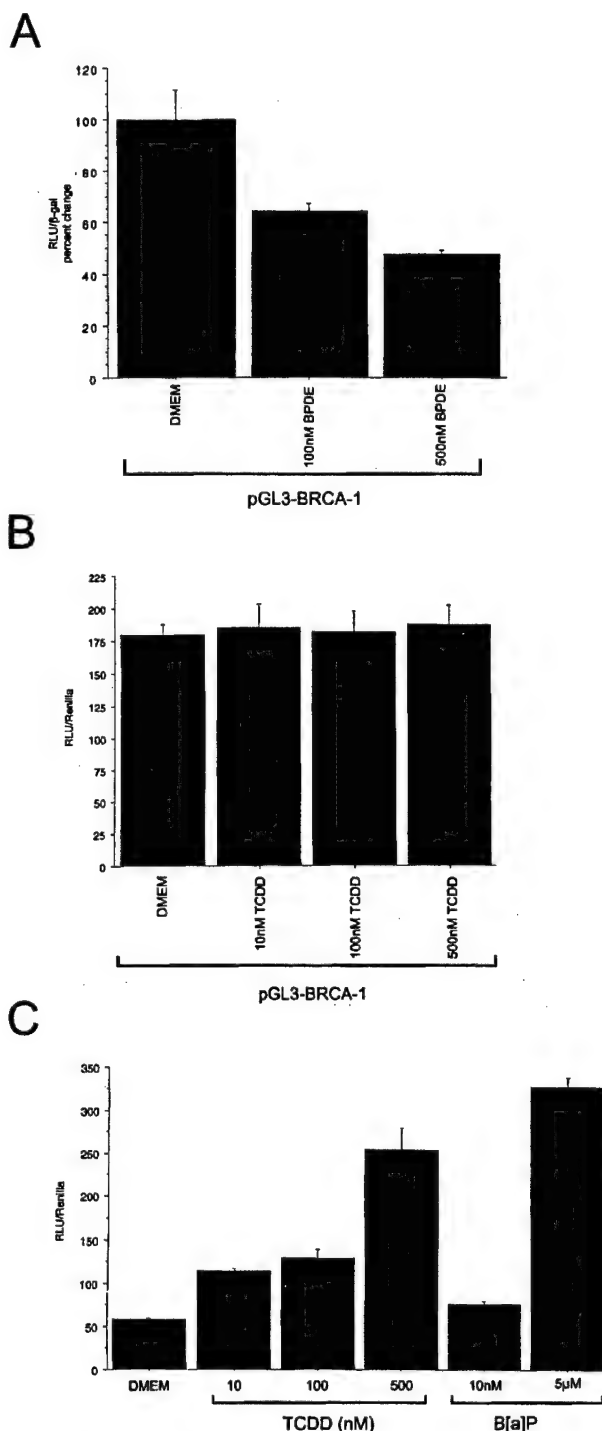 A
RLU/β-gal
percent change
120
100
80
60
40
20
0
DMEM
100nM BPDE
500nM BPDE
pGL3-BRCA-1
B
RLU/Renilla
225
200
175
150
125
100
75
50
25
0
DMEM
10nM TCDD
100nM TCDD
500nM TCDD
pGL3-BRCA-1
C
RLU/Renilla
350
300
250
200
150
100
50
0
DMEM
10
100
500
10nM
5µM
TCDD (nM)
B[a]P